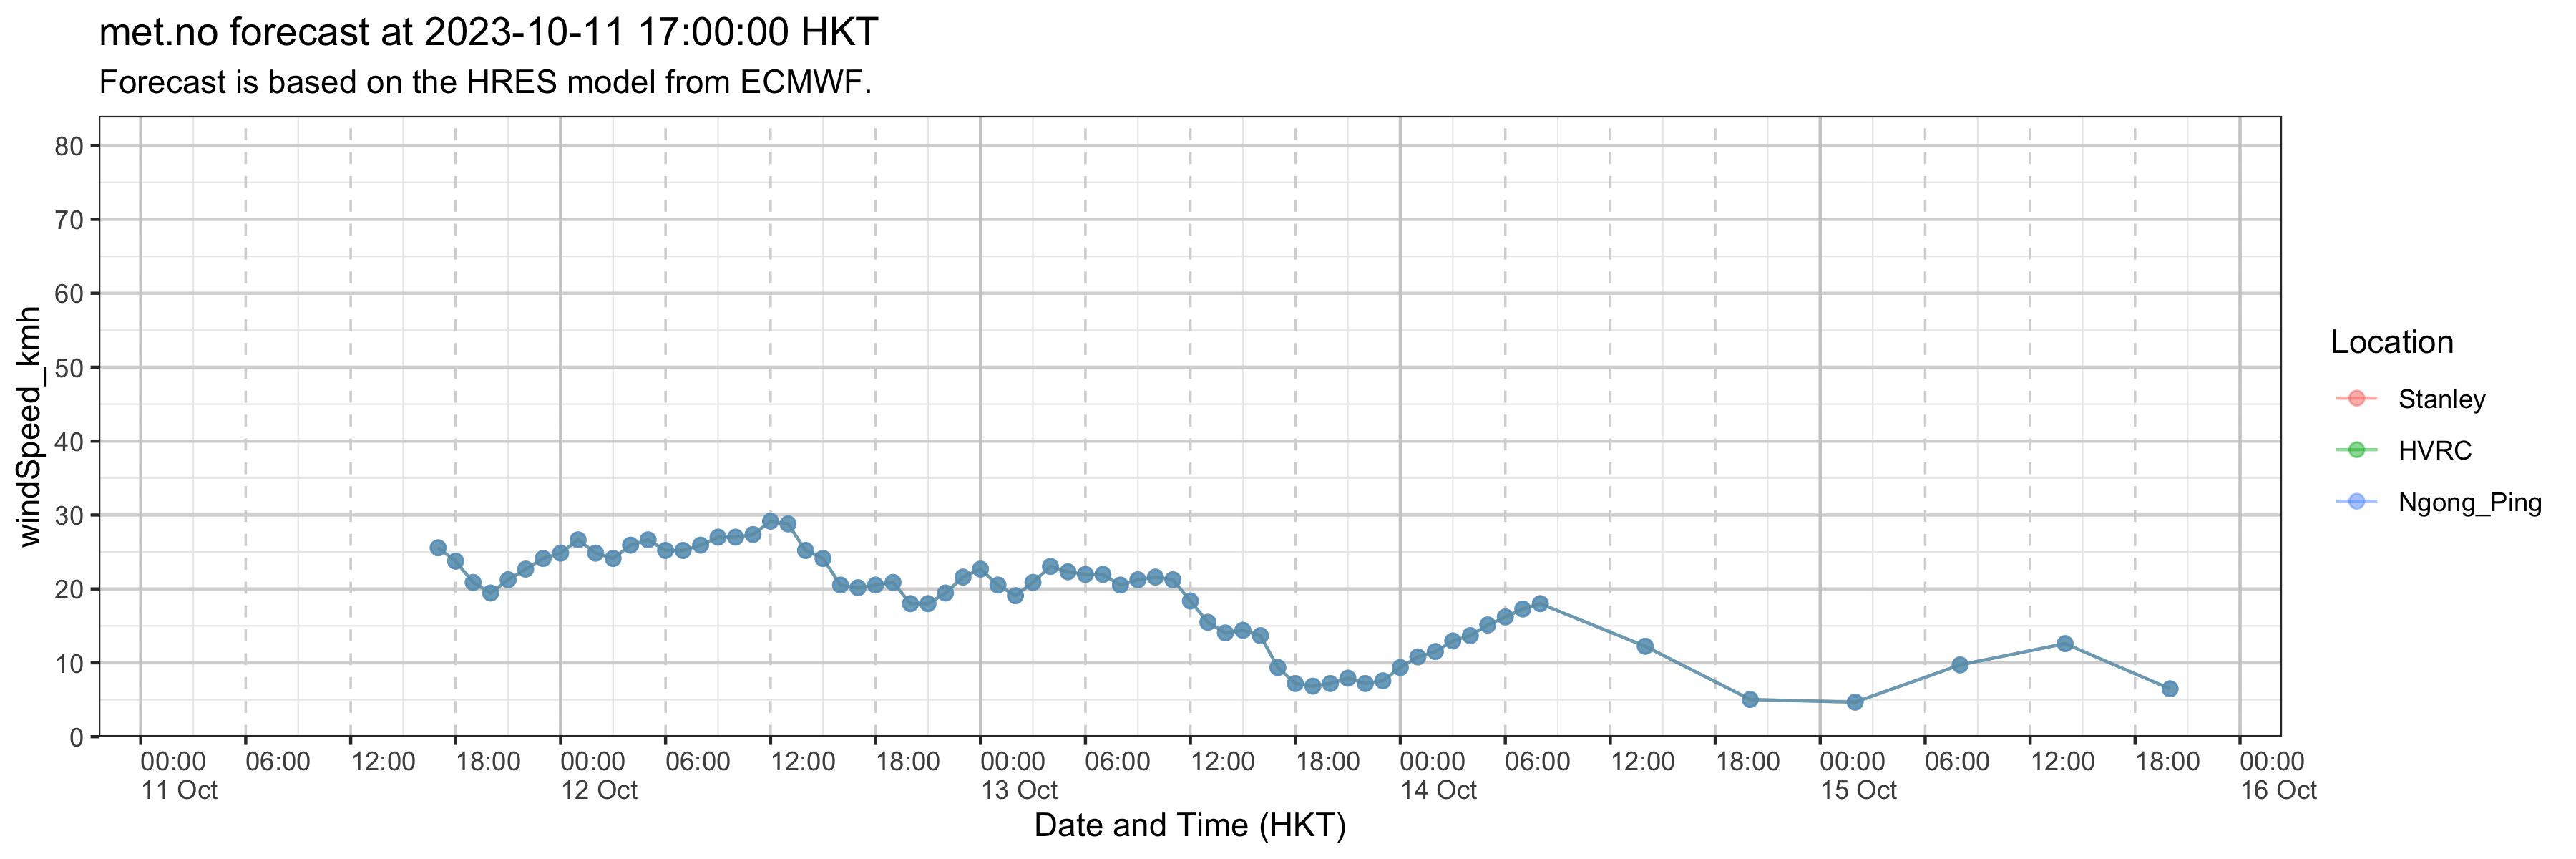 met.no forecast at 2023-10-11 17:00:00 HKT
Forecast is based on the HRES model from ECMWF.
windSpeed_kmh
80
70
60
50
40
30
20
10
0
00:00 06:00 12:00 18:00 00:00 06:00 12:00 18:00 00:00 06:00 12:00 18:00 00:00 06:00 12:00 18:00 00:00 06:00 12:00 18:00 00:00
11 Oct 12 Oct 13 Oct 14 Oct 15 Oct 16 Oct
Date and Time (HKT)
Location
Stanley
HVRC
Ngong_Ping